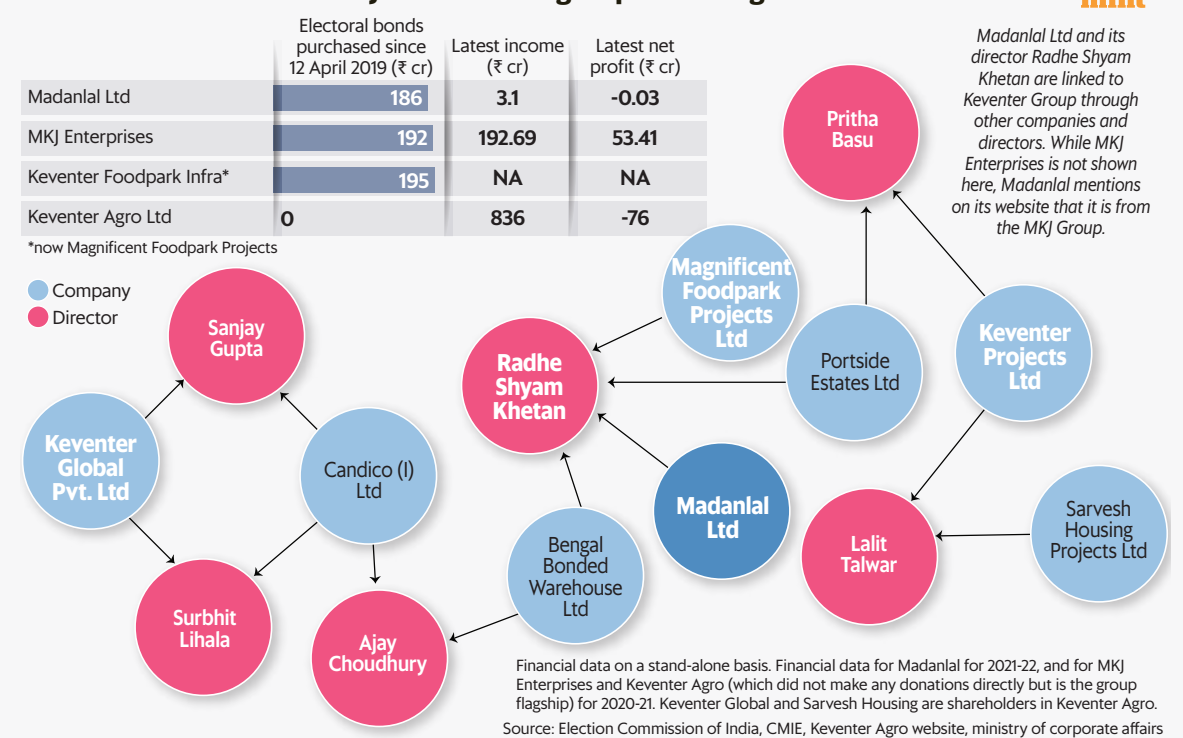 Electoral bonds
purchased since
12 April 2019 (₹ cr)
Latest income
(₹ cr)
Latest net
profit (₹ cr)
Madanlal Ltd 186 3.1 -0.03
MKJ Enterprises 192 192.69 53.41
Keventer Foodpark Infra* 195 NA NA
Keventer Agro Ltd 0 836 -76
*now Magnificent Foodpark Projects
Company
Director
Madanlal Ltd and its
director Radhe Shyam
Khetan are linked to
Keventer Group through
other companies and
directors. While MKJ
Enterprises is not shown
here, Madanlal mentions
on its website that it is from
the MKJ Group.
Pritha
Basu
Magnificent
Foodpark
Projects
Ltd
Sanjay
Gupta
Radhe
Shyam
Khetan
Portside
Estates Ltd
Keventer
Projects
Ltd
Keventer
Global
Pvt. Ltd
Candico (I)
Ltd
Madanlal
Ltd
Bengal
Bonded
Warehouse
Ltd
Lalit
Talwar
Sarvesh
Housing
Projects Ltd
Surbhit
Lihala
Ajay
Choudhury
Financial data on a stand-alone basis. Financial data for Madanlal for 2021-22, and for MKJ
Enterprises and Keventer Agro (which did not make any donations directly but is the group
flagship) for 2020-21. Keventer Global and Sarvesh Housing are shareholders in Keventer Agro.
Source: Election Commission of India, CMIE, Keventer Agro website, ministry of corporate affairs